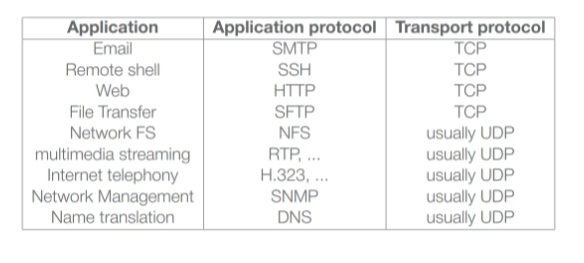 Application Application protocol Transport protocol
Email SMTP TCP
Remote shell SSH TCP
Web HTTP TCP
File Transfer SFTP TCP
Network FS NFS usually UDP
multimedia streaming RTP, ... usually UDP
Internet telephony H.323, ... usually UDP
Network Management SNMP usually UDP
Name translation DNS usually UDP